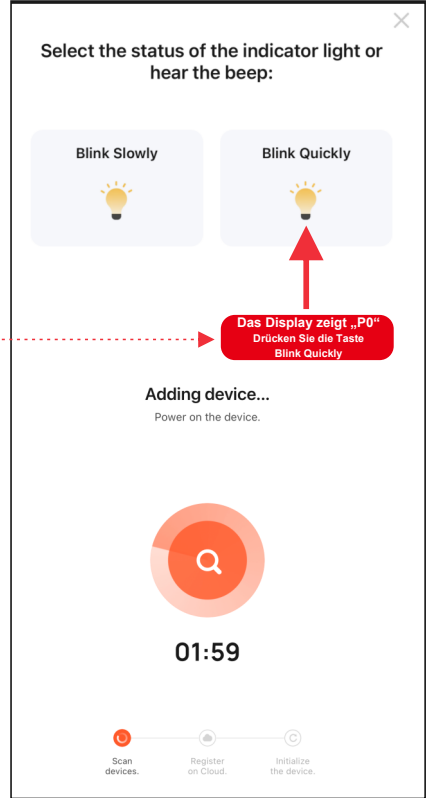 Select the status of the indicator light or
hear the beep:
Blink Slowly
Blink Quickly
Das Display zeigt „P0“
Drücken Sie die Taste
Blink Quickly
Adding device...
Power on the device.
01:59
Scan
devices.
Register
on Cloud.
Initialize
the device.